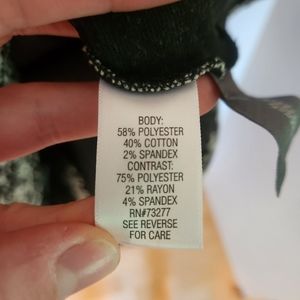 BODY:
58% POLYESTER
40% COTTON
2% SPANDEX
CONTRAST:
75% POLYESTER
21% RAYON
4% SPANDEX
RN#73277
SEE REVERSE
FOR CARE